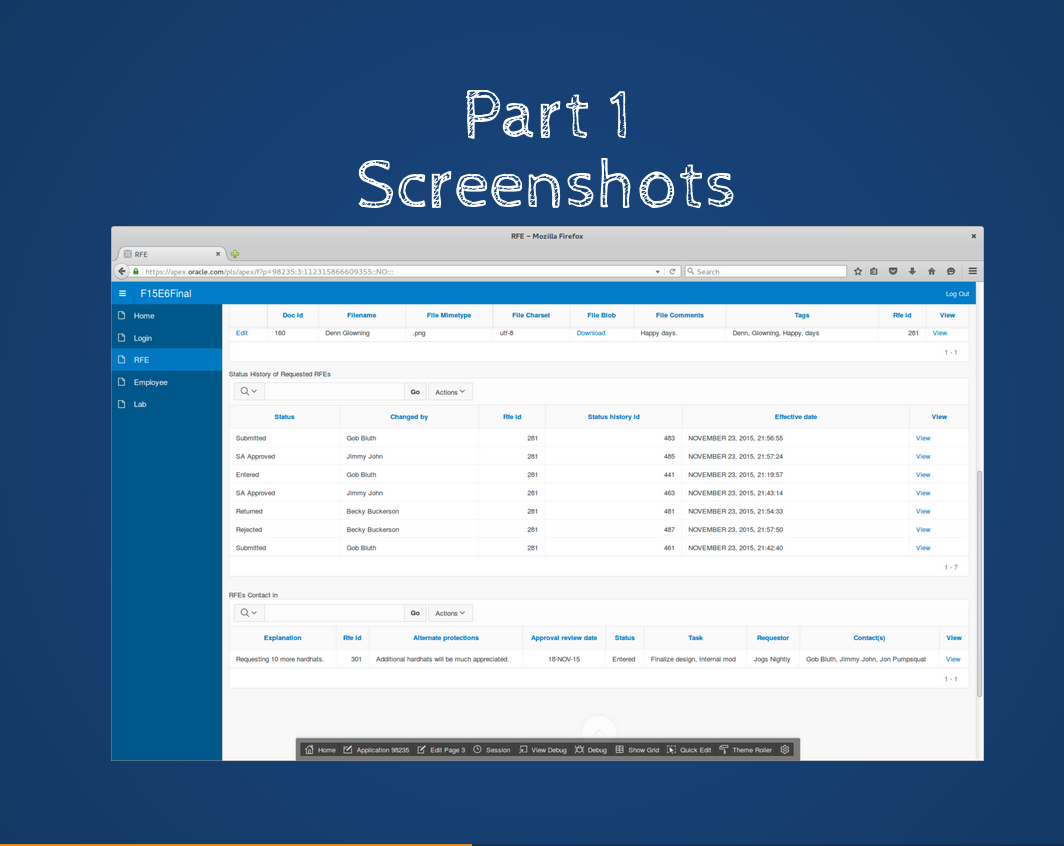 Part 1
Screenshots
RFE - Mozilla Firefox
RFE
https://apex.oracle.com/pls/apex/f?p=98235:3:112315866609355::NO:::
Search
F15E6Final
Log Out
Home
Login
RFE
Employee
Lab
Doc Id Filename File Mimetype File Charset File Blob File Comments Tags Rfe Id View
Edit 160 Denn Glowning .png utf-8 Download Happy days. Denn, Glowning, Happy, days 281 View
1 - 1
Status History of Requested RFEs
Go Actions
Status Changed by Rfe Id Status history id Effective date View
Submitted Gob Bluth 281 483 NOVEMBER 23, 2015, 21:56:55 View
SA Approved Jimmy John 281 485 NOVEMBER 23, 2015, 21:57:24 View
Entered Gob Bluth 281 441 NOVEMBER 23, 2015, 21:19:57 View
SA Approved Jimmy John 281 463 NOVEMBER 23, 2015, 21:43:14 View
Returned Becky Buckerson 281 481 NOVEMBER 23, 2015, 21:54:33 View
Rejected Becky Buckerson 281 487 NOVEMBER 23, 2015, 21:57:50 View
Submitted Gob Bluth 281 461 NOVEMBER 23, 2015, 21:42:40 View
1 - 7
RFEs Contact in
Go Actions
Explanation Rfe Id Alternate protections Approval review date Status Task Requestor Contact(s) View
Requesting 10 more hardhats. 301 Additional hardhats will be much appreciated. 18-NOV-15 Entered Finalize design, Internal mod Jogs Nightly Gob Bluth, Jimmy John, Jon Pumpsquat View
1 - 1
Home Application 98235 Edit Page 3 Session View Debug Debug Show Grid Quick Edit Theme Roller